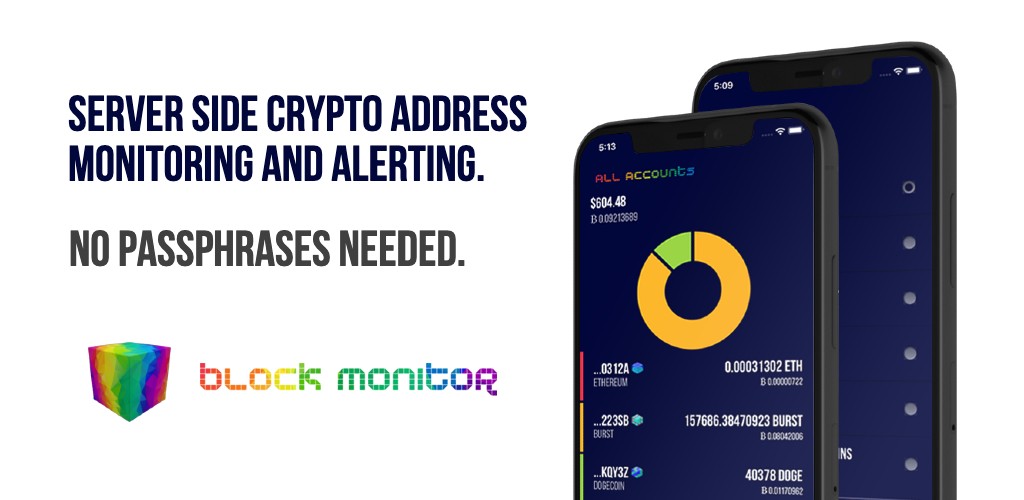 SERVER SIDE CRYPTO ADDRESS
MONITORING AND ALERTING.
NO PASSPHRASES NEEDED.
BLOCK MONITOR
5:09
INS
5:13
ALL ACCOUNTS
$604.48
B 0.09213689
...0312A
0.00031302 ETH
ETHEREUM
B 0.00000722
...223SB
157686.38470923 BURST
BURST
B 0.08042006
...KQY3Z
40378 DOGE
DOGECOIN
B 0.01170962